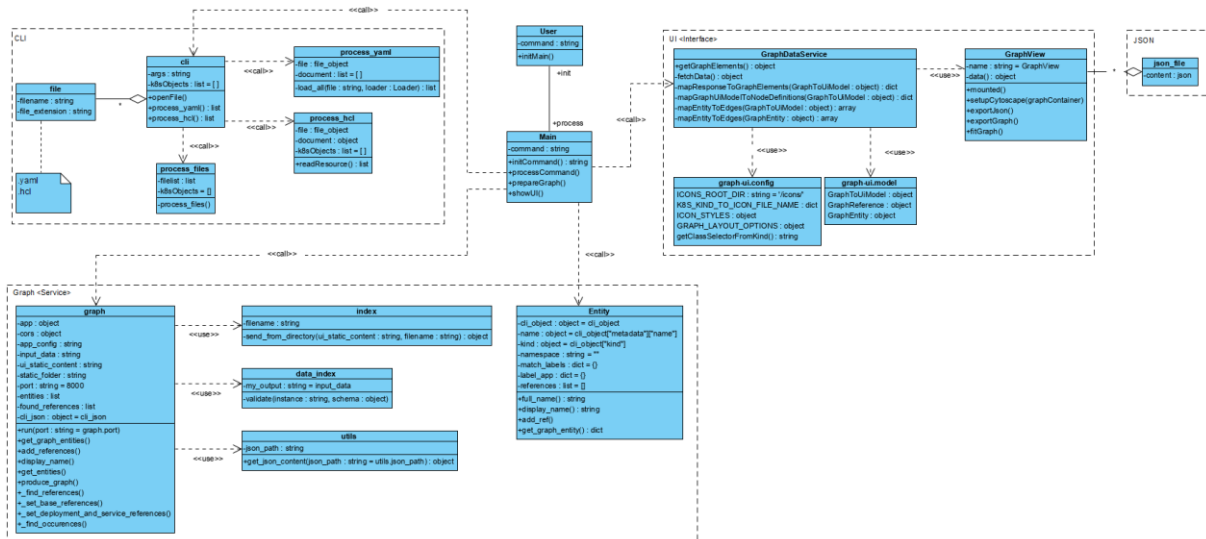 <<call>>
CLI
cli
-args : string
-k8sObjects : list = [ ]
+openFile()
+process_yaml() : list
+process_hcl() : list
file
-filename : string
-file_extension : string
*
.yaml
.hcl
<<call>>
process_yaml
-file : file_object
-document : list = [ ]
-load_all(file : string, loader : Loader) : list
<<call>>
process_hcl
-file : file_object
-document : object
-k8sObjects : list = [ ]
+readResource() : list
<<call>>
process_files
-filelist : list
-k8sObjects = []
-process_files()
User
-command : string
+initMain()
+init
+process
Main
-command : string
+initCommand() : string
+processCommand()
+prepareGraph()
+showUI()
<<call>>
UI <Interface>
GraphDataService
+getGraphElements() : object
-fetchData() : object
-mapResponseToGraphElements(GraphToUiModel : object) : dict
-mapGraphUiModelToNodeDefinitions(GraphToUiModel : object) : dict
-mapEntityToEdges(GraphToUiModel : object) : array
-mapEntityToEdges(GraphEntity : object) : array
<<use>>
GraphView
-name : string = GraphView
-data() : object
+mounted()
+setupCytoscape(graphContainer)
+exportJson()
+exportGraph()
+fitGraph()
*
JSON
json_file
-content : json
<<use>>
<<use>>
graph-ui.config
ICONS_ROOT_DIR : string = '/icons/'
K8S_KIND_TO_ICON_FILE_NAME : dict
ICON_STYLES : object
GRAPH_LAYOUT_OPTIONS : object
getClassSelectorFromKind() : string
graph-ui.model
GraphToUiModel : object
GraphReference : object
GraphEntity : object
<<call>>
<<call>>
Graph <Service>
graph
-app : object
-cors : object
-app_config : string
-input_data : string
-ui_static_content : string
-static_folder : string
-port : string = 8000
-entities : list
-found_references : list
-cli_json : object = cli_json
+run(port : string = graph.port)
+get_graph_entities()
+add_references()
+display_name()
+get_entities()
+produce_graph()
+_find_references()
+_set_base_references()
+_set_deployment_and_service_references()
+_find_occurences()
<<use>>
index
-filename : string
-send_from_directory(ui_static_content : string, filename : string) : object
<<use>>
data_index
-my_output : string = input_data
-validate(instance : string, schema : object)
<<use>>
utils
-json_path : string
+get_json_content(json_path : string = utils.json_path) : object
Entity
-cli_object : object = cli_object
-name : object = cli_object["metadata"]["name"]
-kind : object = cli_object["kind"]
-namespace : string = ""
-match_labels : dict = {}
-label_app : dict = {}
-references : list = []
+full_name() : string
+display_name() : string
+add_ref()
+get_graph_entity() : dict